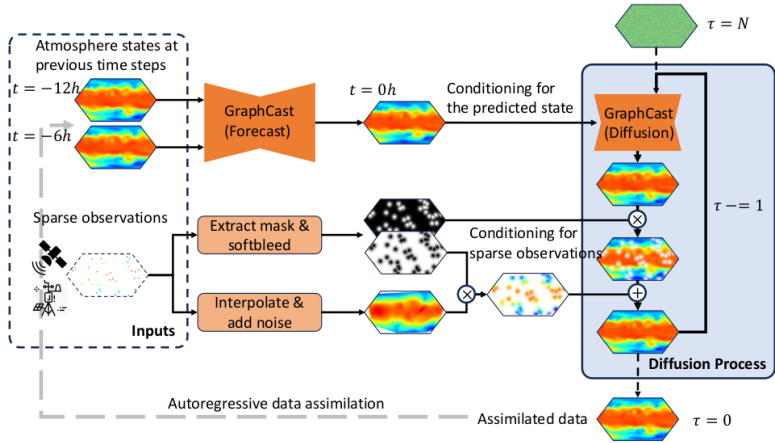 Atmosphere states at
previous time steps
t = −12h
t = −6h
GraphCast
(Forecast)
t = 0h
Conditioning for
the predicted state
τ = N
GraphCast
(Diffusion)
τ −= 1
Sparse observations
Extract mask &
softbleed
Conditioning for
sparse observations
Interpolate &
add noise
Inputs
Diffusion Process
Autoregressive data assimilation
Assimilated data
τ = 0